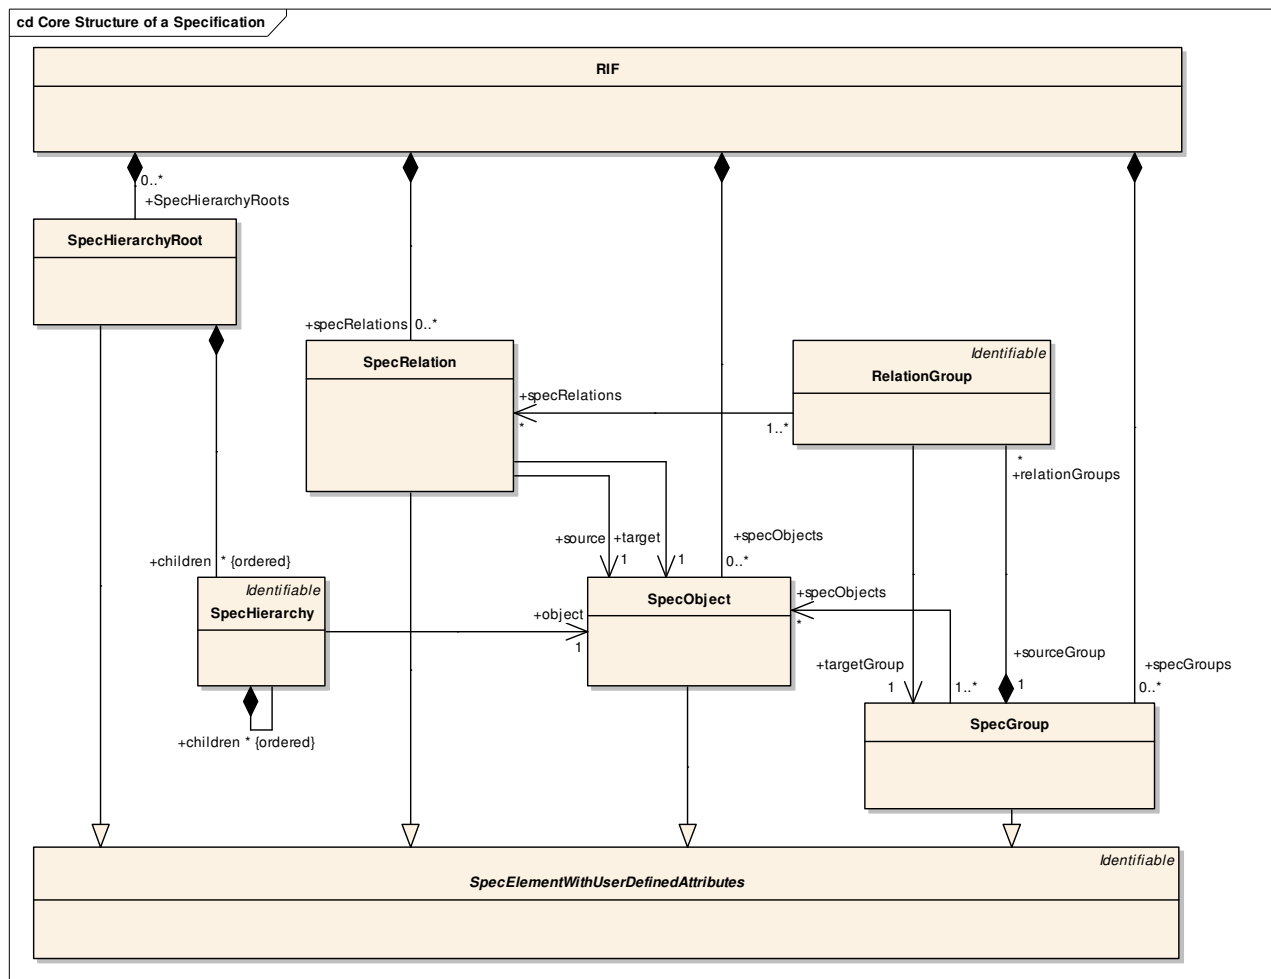 cd Core Structure of a Specification
RIF
0..*
+SpecHierarchyRoots
SpecHierarchyRoot
+specRelations 0..*
SpecRelation
Identifiable
RelationGroup
+specRelations
*
1..*
*
+relationGroups
+source
+target
1
1
+specObjects
0..*
+children * {ordered}
Identifiable
SpecHierarchy
+object
1
SpecObject
+specObjects
*
+targetGroup
1
1..*
+sourceGroup
1
+specGroups
0..*
SpecGroup
+children * {ordered}
Identifiable
SpecElementWithUserDefinedAttributes